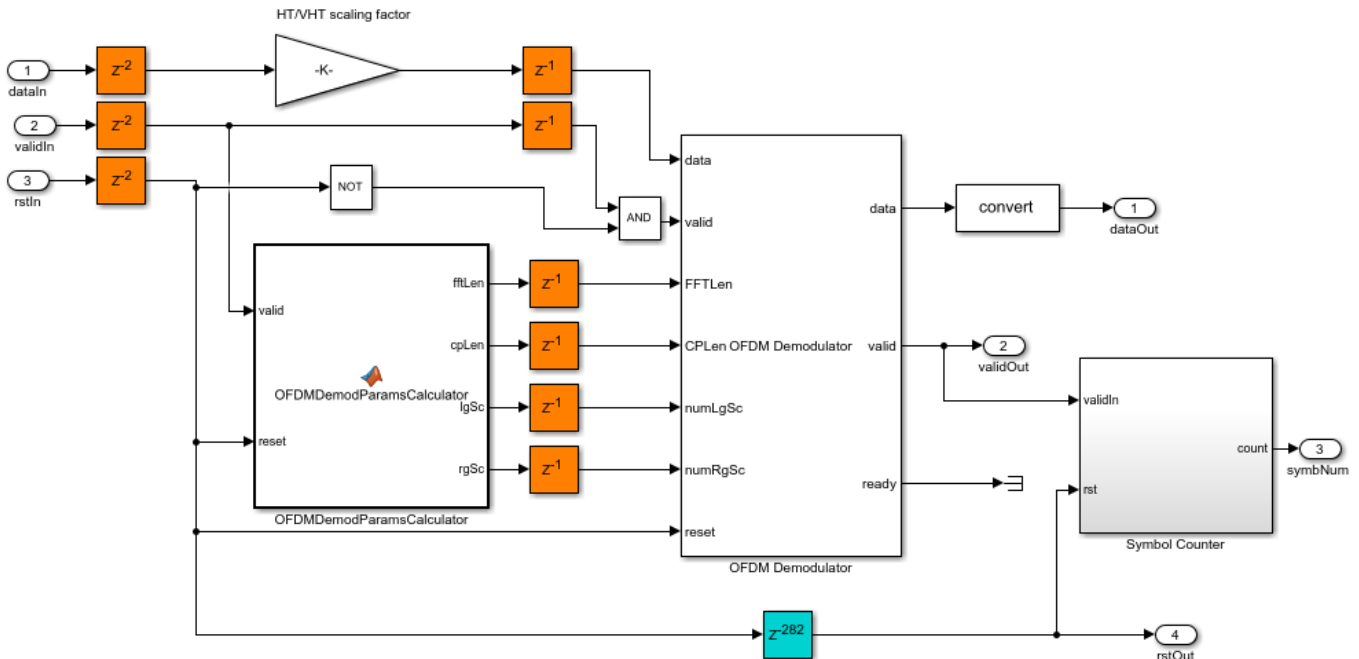 HT/VHT scaling factor
1
dataIn
z-2
-K-
z-1
2
validIn
z-2
z-1
3
rstIn
z-2
NOT
AND
valid
reset
fftLen
cpLen
OFDMDemodParamsCalculator
lgSc
rgSc
OFDMDemodParamsCalculator
z-1
z-1
z-1
z-1
data
valid
FFTLen
CPLen OFDM Demodulator
numLgSc
numRgSc
reset
data
valid
ready
OFDM Demodulator
convert
1
dataOut
2
validOut
validIn
rst
count
Symbol Counter
3
symbNum
z-282
4
rstOut